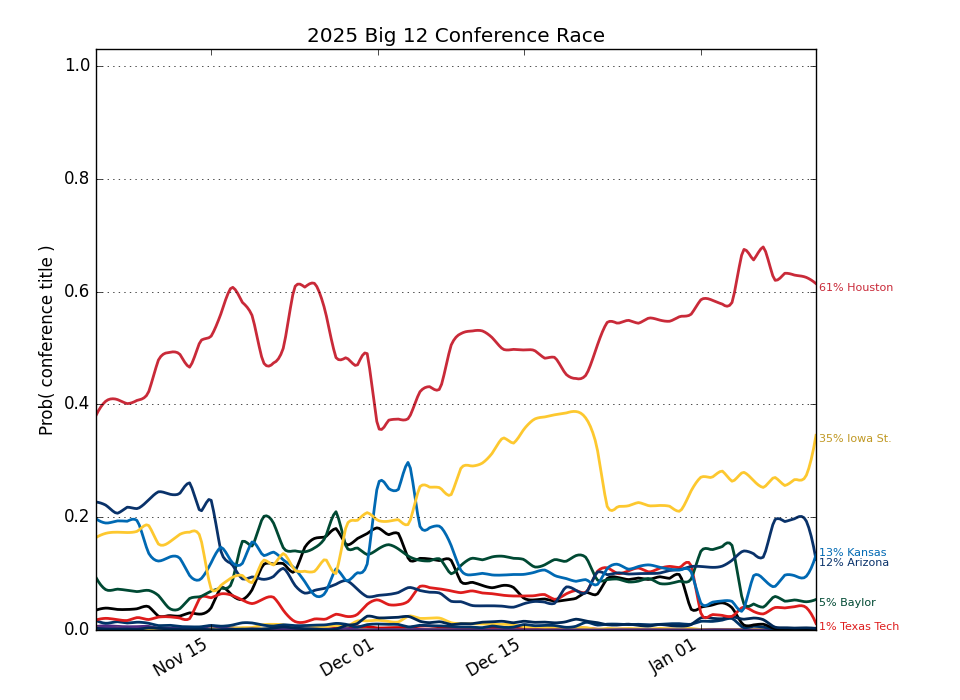 2025 Big 12 Conference Race
Prob( conference title )
1.0
0.8
0.6
0.4
0.2
0.0
61% Houston
35% Iowa St.
13% Kansas
12% Arizona
5% Baylor
1% Texas Tech
Nov 15
Dec 01
Dec 15
Jan 01